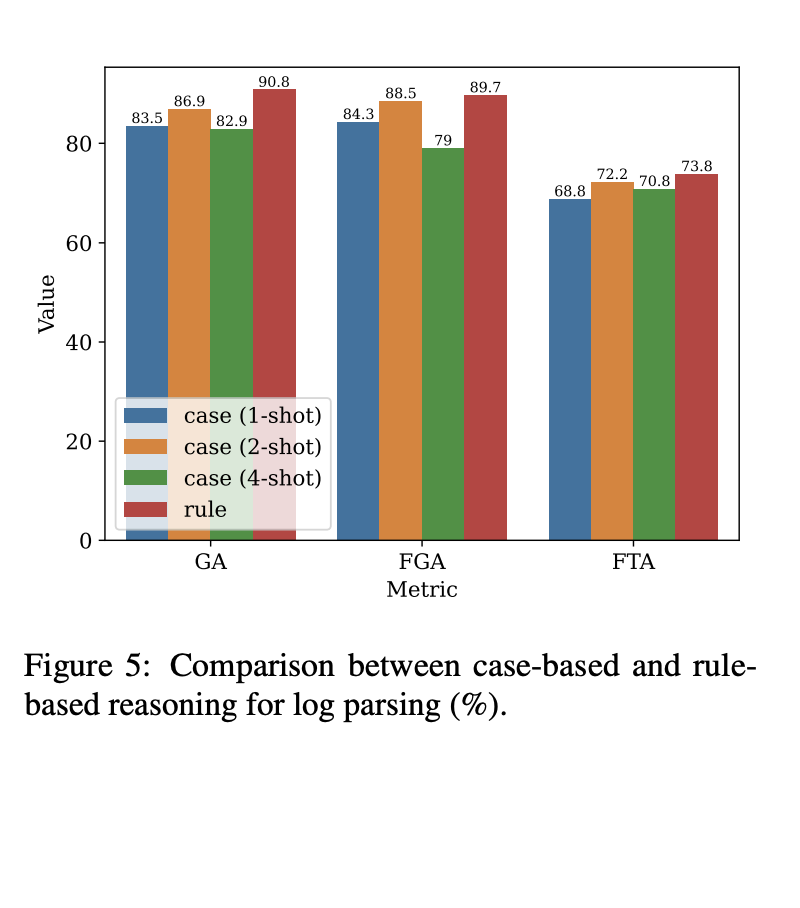 90.8
83.5
86.9
82.9
84.3
88.5
79
89.7
68.8
72.2
70.8
73.8
80
60
40
20
0
Value
case (1-shot)
case (2-shot)
case (4-shot)
rule
GA
FGA
FTA
Metric
Figure 5: Comparison between case-based and rule-
based reasoning for log parsing (%).